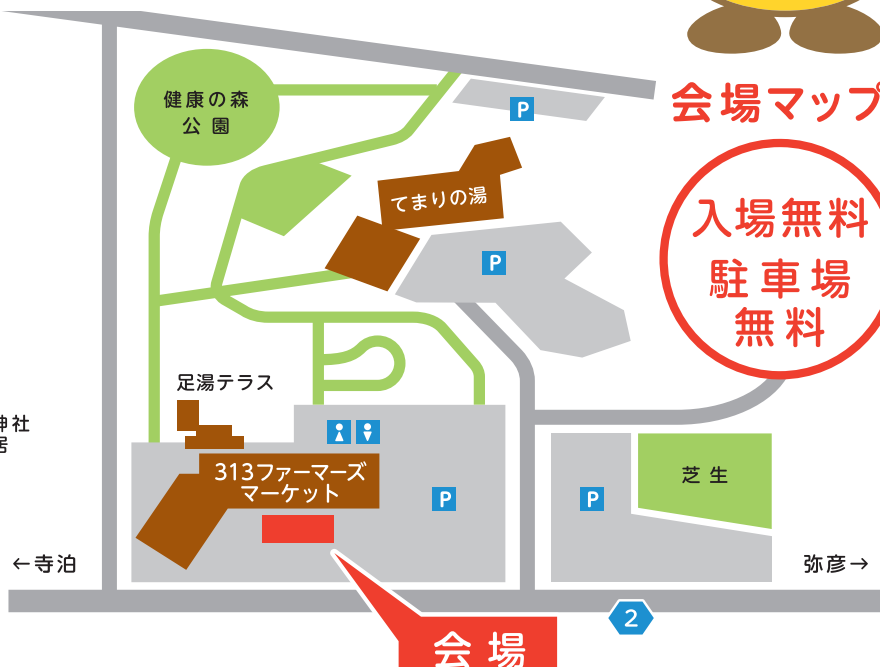 健康の森
公園
P
会場マップ
てまりの湯
入場無料
駐車場
無料
P
足湯テラス
神社
313ファーマーズ
マーケット
P
P
芝生
←寺泊
弥彦→
2
会場